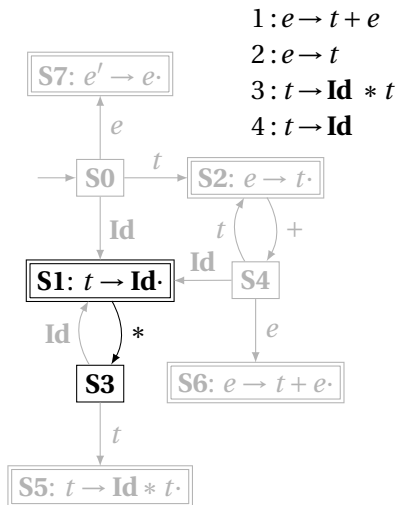 1: e → t + e
2: e → t
3: t → Id ∗ t
4: t → Id
S7: e′ → e·
e
t
S0
S2: e → t·
Id
t
+
Id
S1: t → Id·
S4
Id
∗
e
S3
S6: e → t + e·
t
S5: t → Id ∗ t·